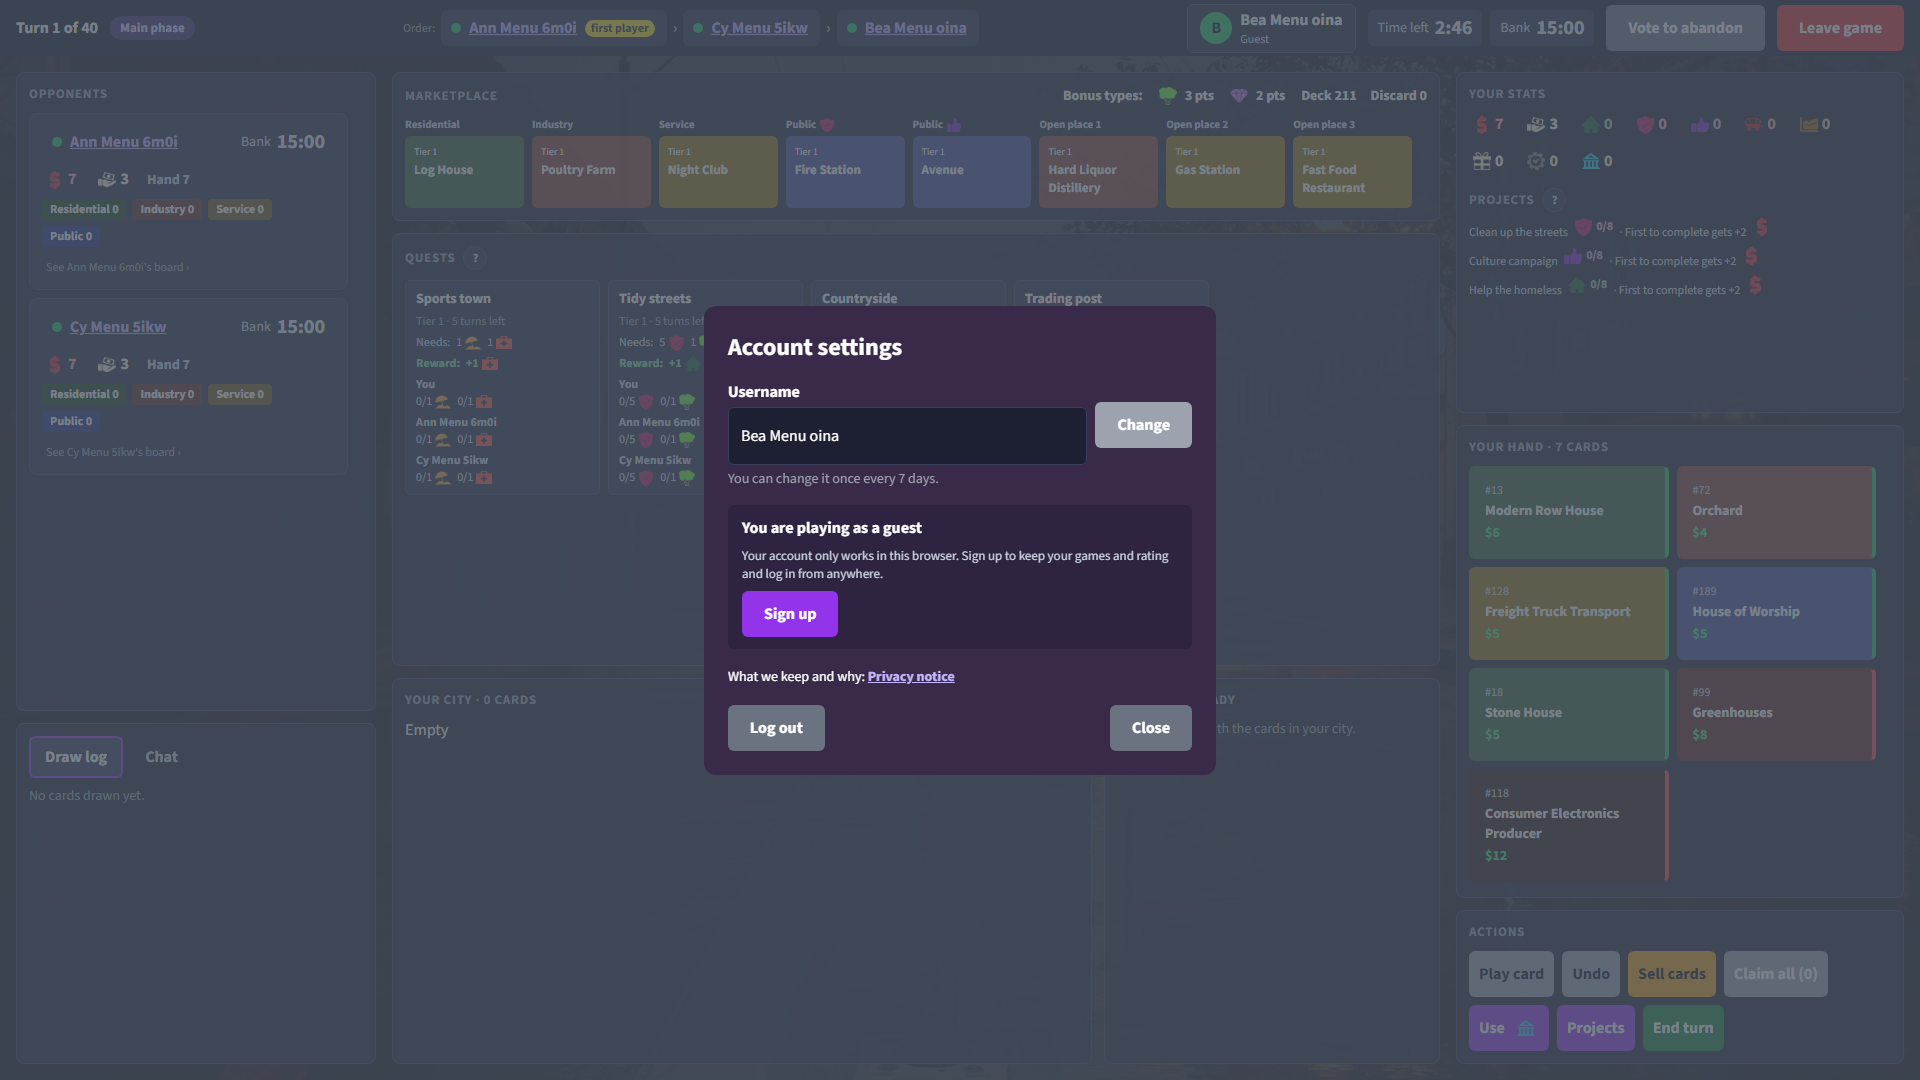 Turn 1 of 40 Main phase Order: Ann Menu 6m0i first player › Cy Menu 5ikw › Bea Menu oina B Bea Menu oina Guest Time left 2:46 Bank 15:00 Vote to abandon Leave game
OPPONENTS
Ann Menu 6m0i Bank 15:00
7 3 Hand 7
Residential 0 Industry 0 Service 0
Public 0
See Ann Menu 6m0i's board ›
Cy Menu 5ikw Bank 15:00
7 3 Hand 7
Residential 0 Industry 0 Service 0
Public 0
See Cy Menu 5ikw's board ›
Draw log Chat
No cards drawn yet.
MARKETPLACE Bonus types: 3 pts 2 pts Deck 211 Discard 0
Residential Industry Service Public Public Open place 1 Open place 2 Open place 3
Tier 1 Log House
Tier 1 Poultry Farm
Tier 1 Night Club
Tier 1 Fire Station
Tier 1 Avenue
Tier 1 Hard Liquor Distillery
Tier 1 Gas Station
Tier 1 Fast Food Restaurant
QUESTS ?
Sports town
Tier 1 · 5 turns left
Needs: 1 1
Reward: +1
You
0/1 0/1
Ann Menu 6m0i
0/1 0/1
Cy Menu 5ikw
0/1 0/1
Tidy streets
Tier 1 · 5 turns lef
Needs: 5 1
Reward: +1
You
0/5 0/1
Ann Menu 6m0i
0/5 0/1
Cy Menu 5ikw
0/5 0/1
Countryside
Trading post
Account settings
Username
Bea Menu oina Change
You can change it once every 7 days.
You are playing as a guest
Your account only works in this browser. Sign up to keep your games and rating
and log in from anywhere.
Sign up
What we keep and why: Privacy notice
Log out Close
YOUR CITY · 0 CARDS
Empty
ADY
th the cards in your city.
YOUR STATS
7 3 0 0 0 0 0
0 0 0
PROJECTS ?
Clean up the streets 0/8 · First to complete gets +2
Culture campaign 0/8 · First to complete gets +2
Help the homeless 0/8 · First to complete gets +2
YOUR HAND · 7 CARDS
#13
Modern Row House
$6
#72
Orchard
$4
#128
Freight Truck Transport
$5
#189
House of Worship
$5
#18
Stone House
$5
#99
Greenhouses
$8
#118
Consumer Electronics
Producer
$12
ACTIONS
Play card Undo Sell cards Claim all (0)
Use Projects End turn